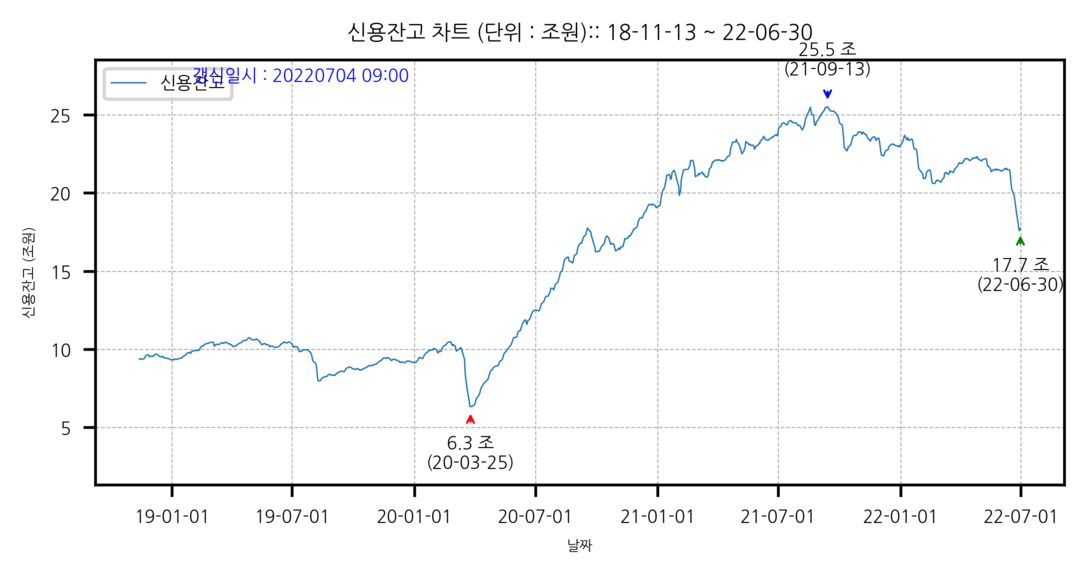 신용잔고 차트 (단위 : 조원):: 18-11-13 ~ 22-06-30
25.5 조
(21-09-13)
신용잔고
갱신일시 : 20220704 09:00
25
20
15
10
5
신용잔고 (조원)
17.7 조
(22-06-30)
6.3 조
(20-03-25)
19-01-01
19-07-01
20-01-01
20-07-01
21-01-01
21-07-01
22-01-01
22-07-01
날짜